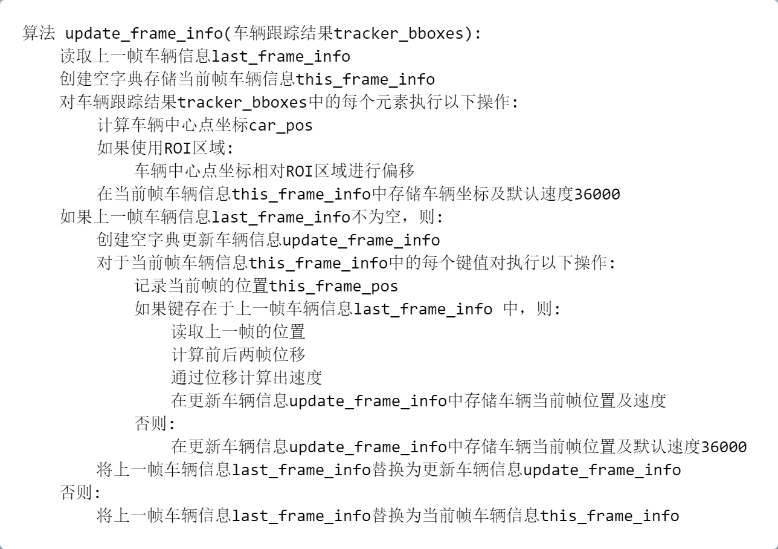 算法 update_frame_info(车辆跟踪结果tracker_bboxes):
读取上一帧车辆信息last_frame_info
创建空字典存储当前帧车辆信息this_frame_info
对车辆跟踪结果tracker_bboxes中的每个元素执行以下操作:
计算车辆中心点坐标car_pos
如果使用ROI区域:
车辆中心点坐标相对ROI区域进行偏移
在当前帧车辆信息this_frame_info中存储车辆坐标及默认速度36000
如果上一帧车辆信息last_frame_info不为空，则:
创建空字典更新车辆信息update_frame_info
对于当前帧车辆信息this_frame_info中的每个键值对执行以下操作:
记录当前帧的位置this_frame_pos
如果键存在于上一帧车辆信息last_frame_info 中，则:
读取上一帧的位置
计算前后两帧位移
通过位移计算出速度
在更新车辆信息update_frame_info中存储车辆当前帧位置及速度
否则:
在更新车辆信息update_frame_info中存储车辆当前帧位置及默认速度36000
将上一帧车辆信息last_frame_info替换为更新车辆信息update_frame_info
否则:
将上一帧车辆信息last_frame_info替换为当前帧车辆信息this_frame_info